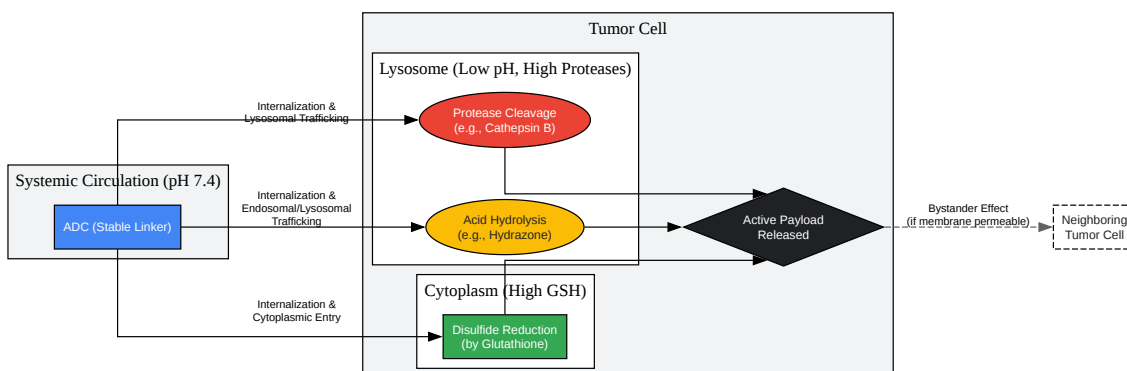 Tumor Cell
Lysosome (Low pH, High Proteases)
Internalization &
Lysosomal Trafficking
Protease Cleavage
(e.g., Cathepsin B)
Systemic Circulation (pH 7.4)
ADC (Stable Linker)
Internalization &
Endosomal/Lysosomal
Trafficking
Acid Hydrolysis
(e.g., Hydrazone)
Active Payload
Released
Bystander Effect
(if membrane permeable)
Neighboring
Tumor Cell
Internalization &
Cytoplasmic Entry
Cytoplasm (High GSH)
Disulfide Reduction
(by Glutathione)